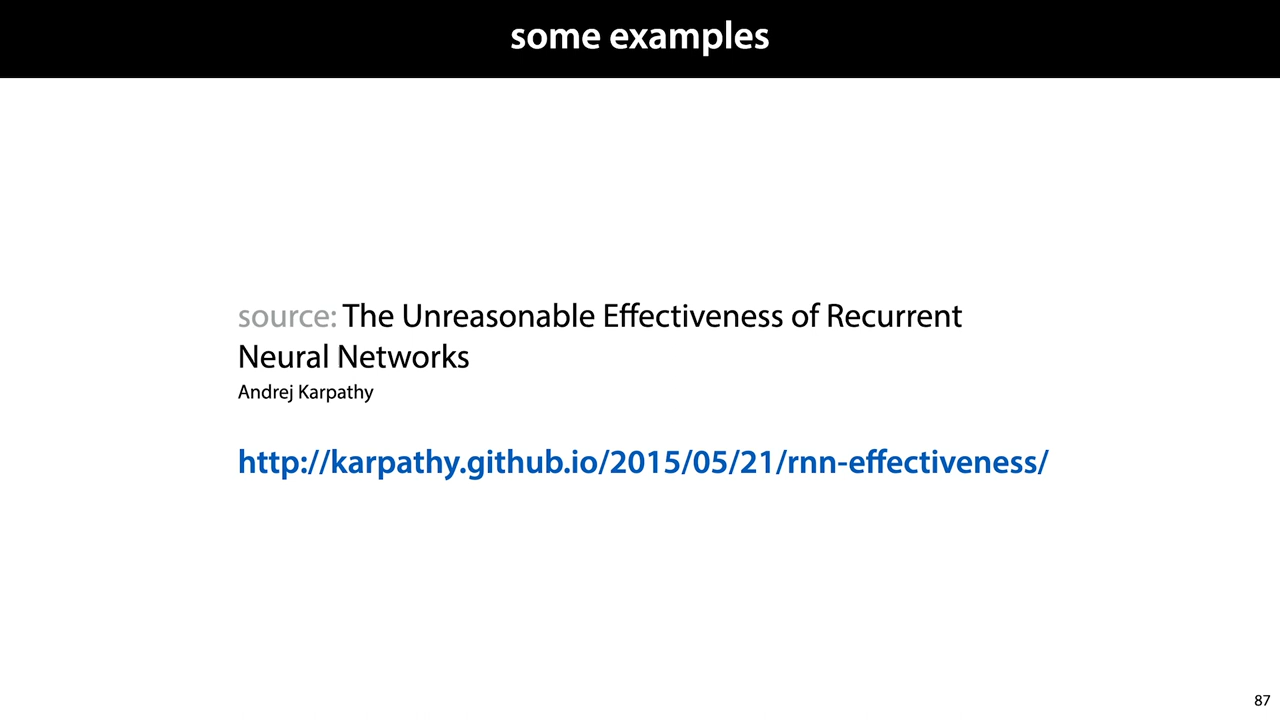 some examples
source: The Unreasonable Effectiveness of Recurrent
Neural Networks
Andrej Karpathy
http://karpathy.github.io/2015/05/21/rnn-effectiveness/
87